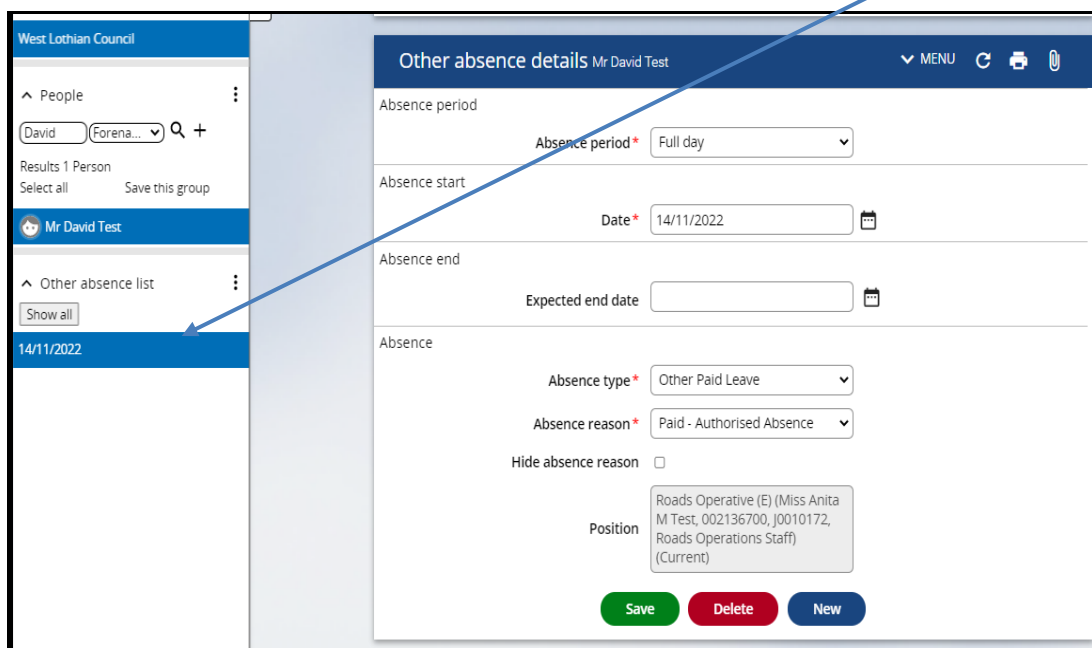 West Lothian Council
People
David
Forena...
Results 1 Person
Select all Save this group
Mr David Test
Other absence list
Show all
14/11/2022
Other absence details Mr David Test
MENU
Absence period
Absence period* Full day
Absence start
Date* 14/11/2022
Absence end
Expected end date
Absence
Absence type* Other Paid Leave
Absence reason* Paid - Authorised Absence
Hide absence reason
Position
Roads Operative (E) (Miss Anita
M Test, 002136700, J0010172,
Roads Operations Staff)
(Current)
Save Delete New